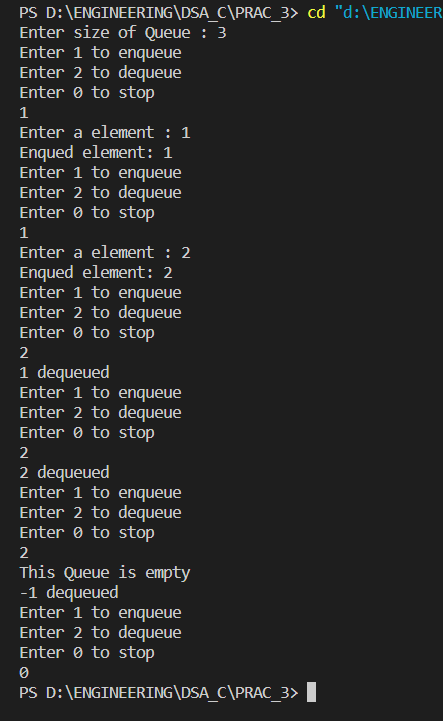 PS D:\ENGINEERING\DSA_C\PRAC_3> cd "d:\ENGINEER
Enter size of Queue : 3
Enter 1 to enqueue
Enter 2 to dequeue
Enter 0 to stop
1
Enter a element : 1
Enqued element: 1
Enter 1 to enqueue
Enter 2 to dequeue
Enter 0 to stop
1
Enter a element : 2
Enqued element: 2
Enter 1 to enqueue
Enter 2 to dequeue
Enter 0 to stop
2
1 dequeued
Enter 1 to enqueue
Enter 2 to dequeue
Enter 0 to stop
2
2 dequeued
Enter 1 to enqueue
Enter 2 to dequeue
Enter 0 to stop
2
This Queue is empty
-1 dequeued
Enter 1 to enqueue
Enter 2 to dequeue
Enter 0 to stop
0
PS D:\ENGINEERING\DSA_C\PRAC_3>